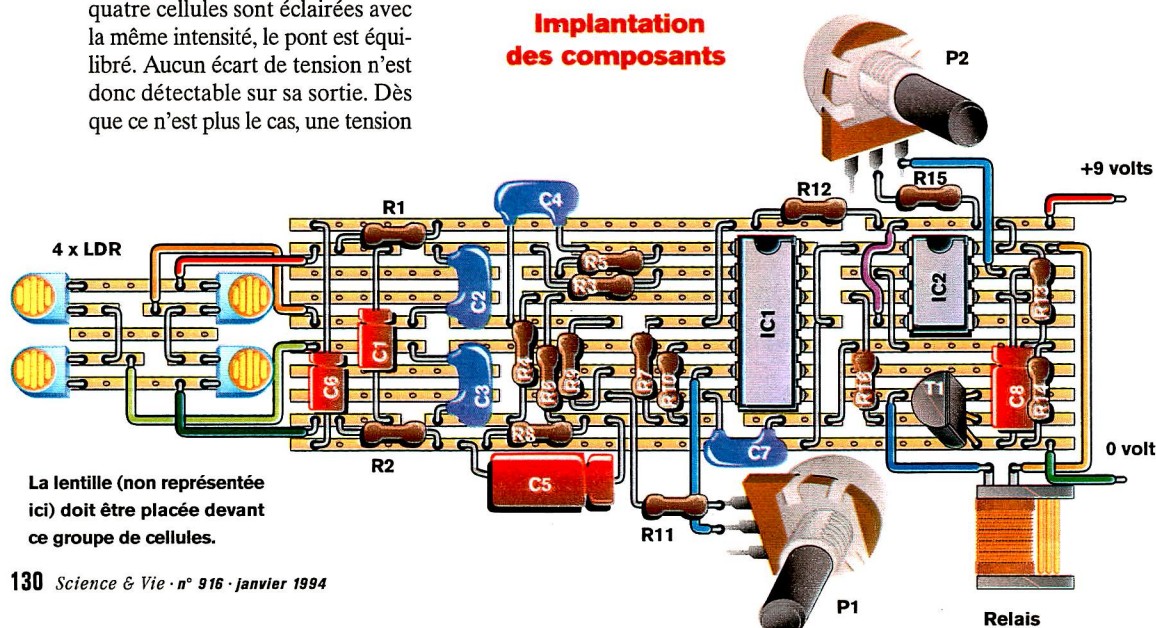 quatre cellules sont éclairées avec
la même intensité, le pont est équi-
libré. Aucun écart de tension n'est
donc détectable sur sa sortie. Dès
que ce n'est plus le cas, une tension
Implantation
des composants
P2
+9 volts
R15
R12
R1
C4
4 x LDR
R5
R3
C2
IC1
IC2
R13
C1
R4
R6
R9
R7
R10
C6
C3
T1
C8
R14
R8
R2
C7
0 volt
C5
R11
La lentille (non représentée
ici) doit être placée devant
ce groupe de cellules.
P1
Relais
130 Science & Vie · n° 916 · janvier 1994